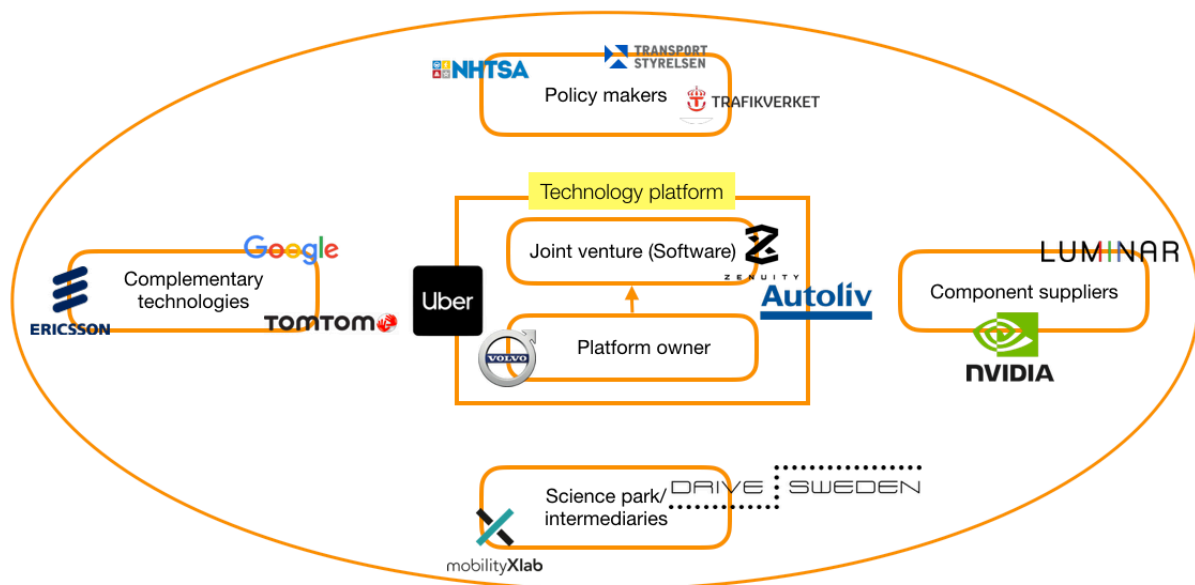 NHTSA
TRANSPORT
STYRELSEN
Policy makers
TRAFIKVERKET
Technology platform
Joint venture (Software)
ZENUITY
Autoliv
Uber
VOLVO
Platform owner
Google
Complementary
technologies
ERICSSON
TOMTOM
LUMINAR
Component suppliers
NVIDIA
Science park/
intermediaries
DRIVE SWEDEN
mobilityXlab